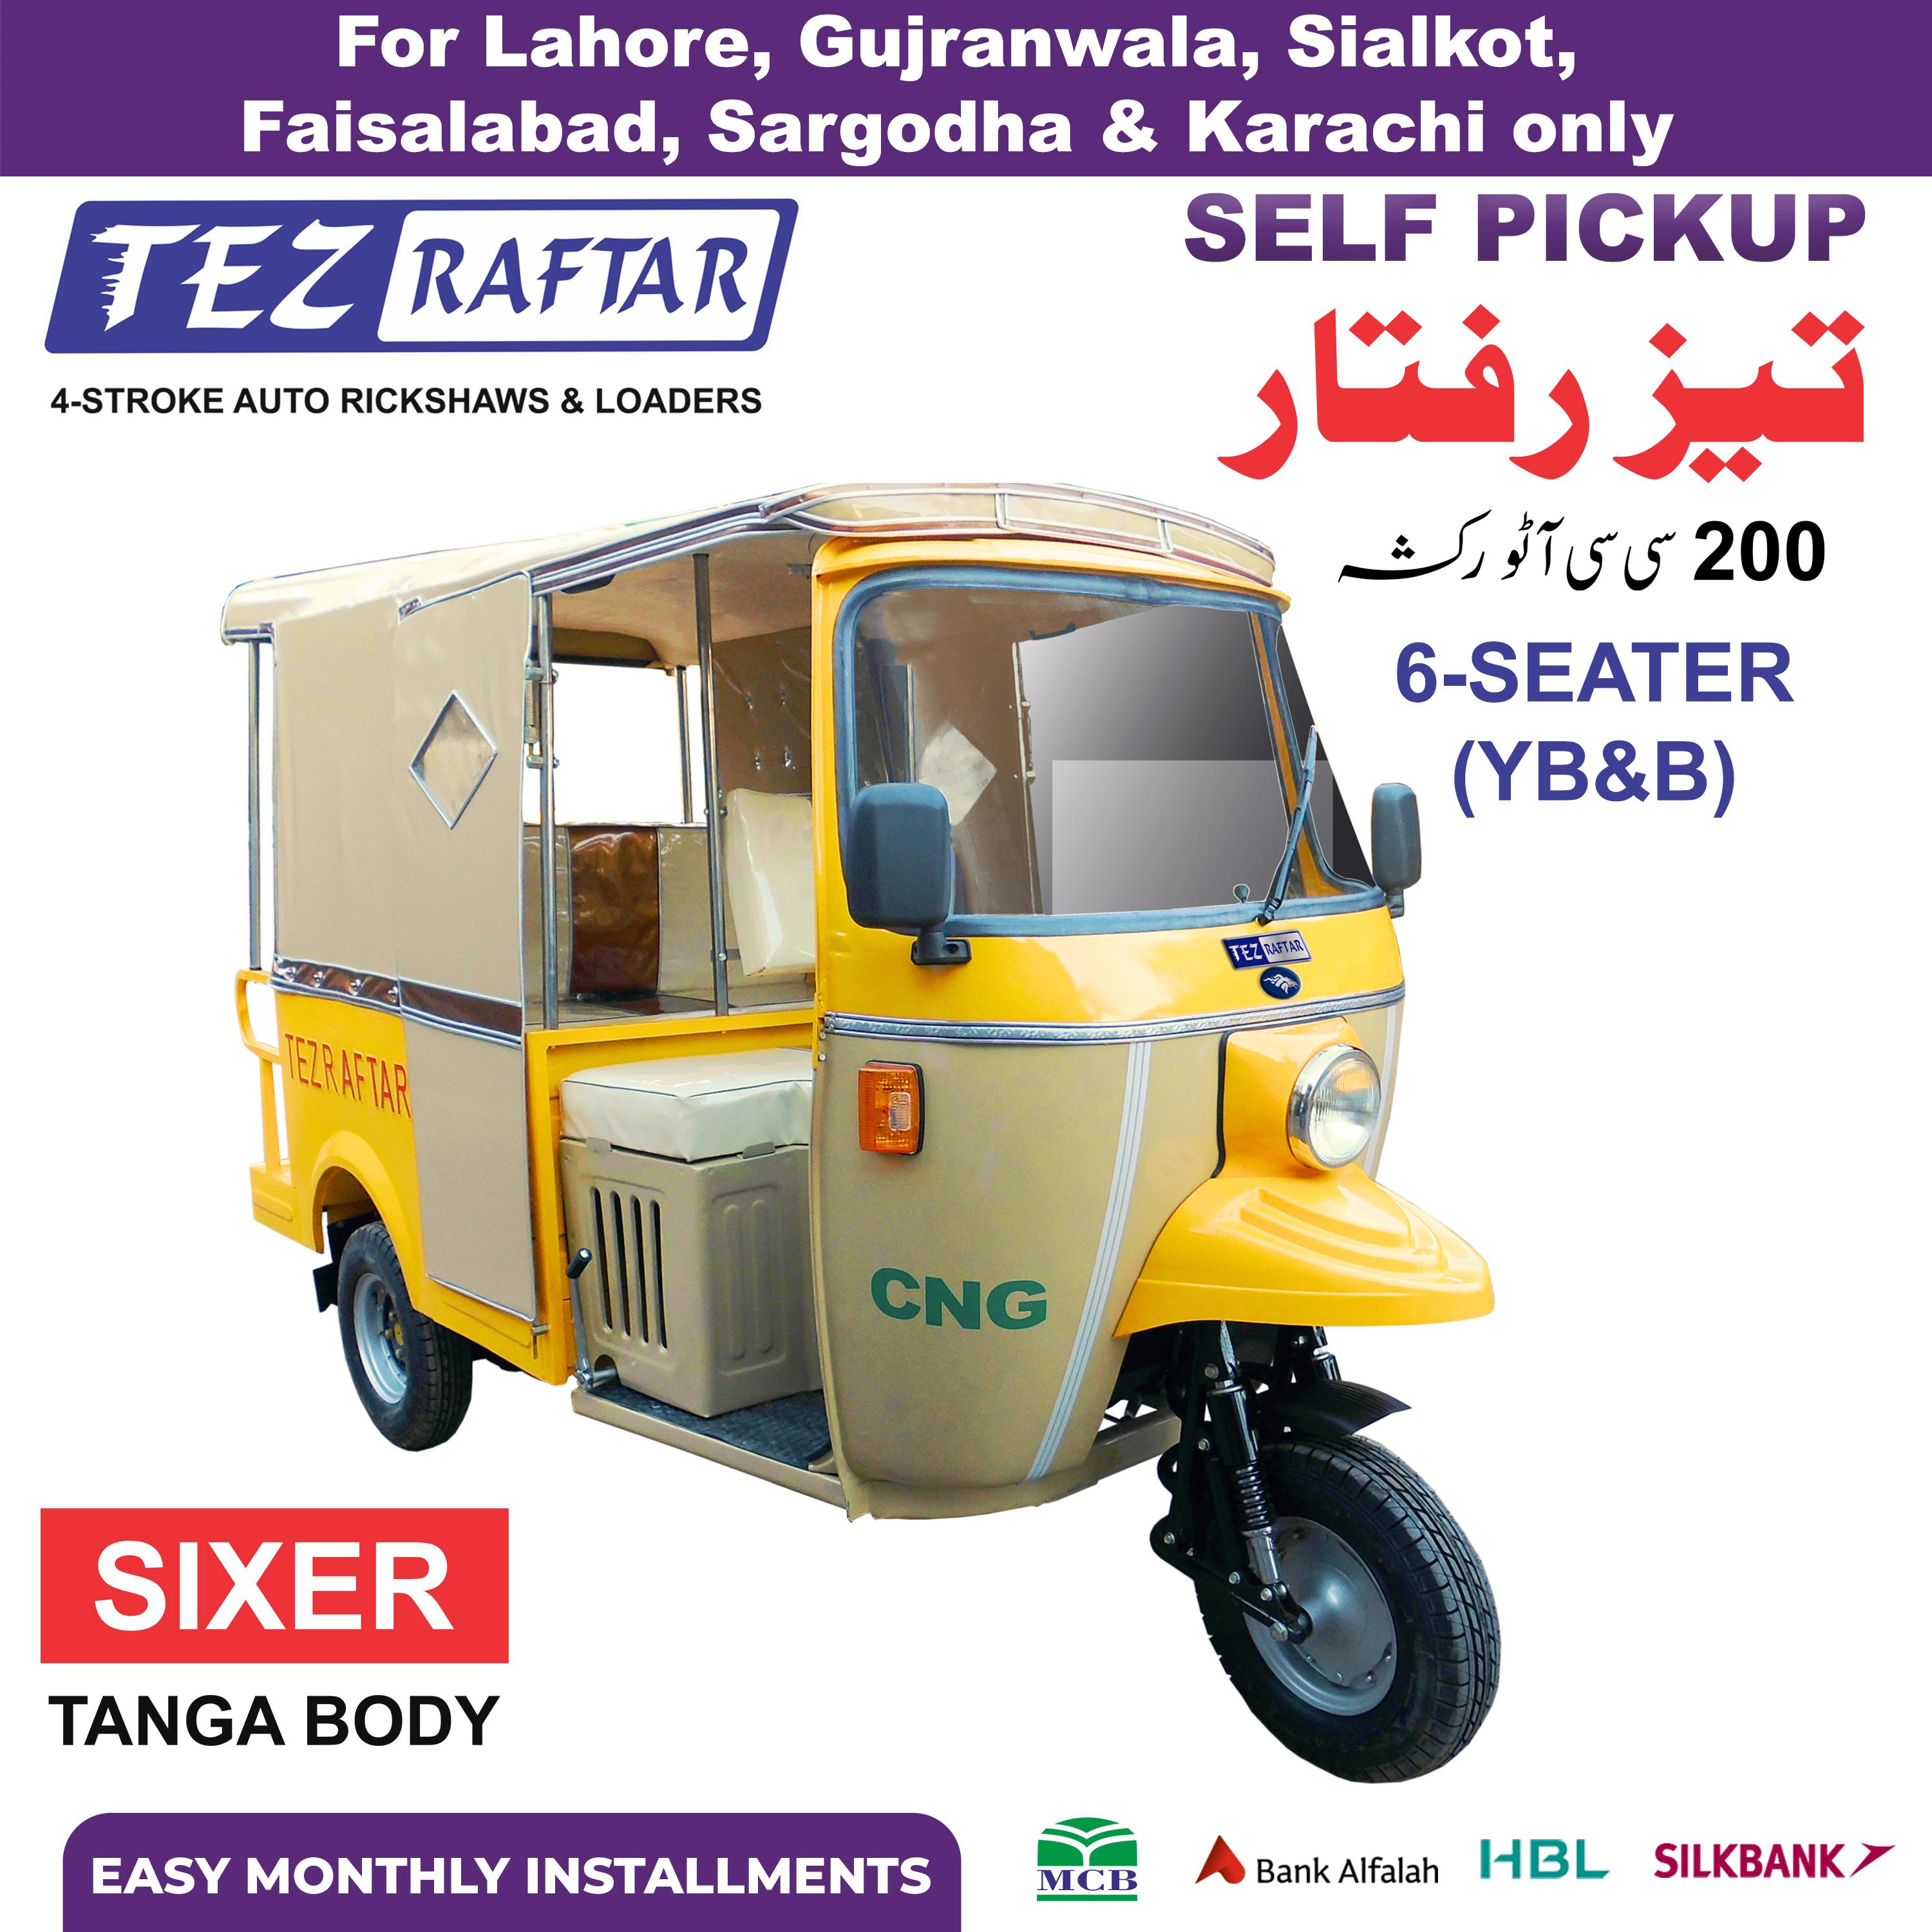 For Lahore, Gujranwala, Sialkot,
Faisalabad, Sargodha & Karachi only
TEZ RAFTAR
4-STROKE AUTO RICKSHAWS & LOADERS
SELF PICKUP
تیز رفتار
200 سی سی آٹو رکشہ
6-SEATER
(YB&B)
TEZ RAFTAR
TEZRAFTAR
CNG
SIXER
TANGA BODY
EASY MONTHLY INSTALLMENTS
MCB
Bank Alfalah
HBL
SILKBANK